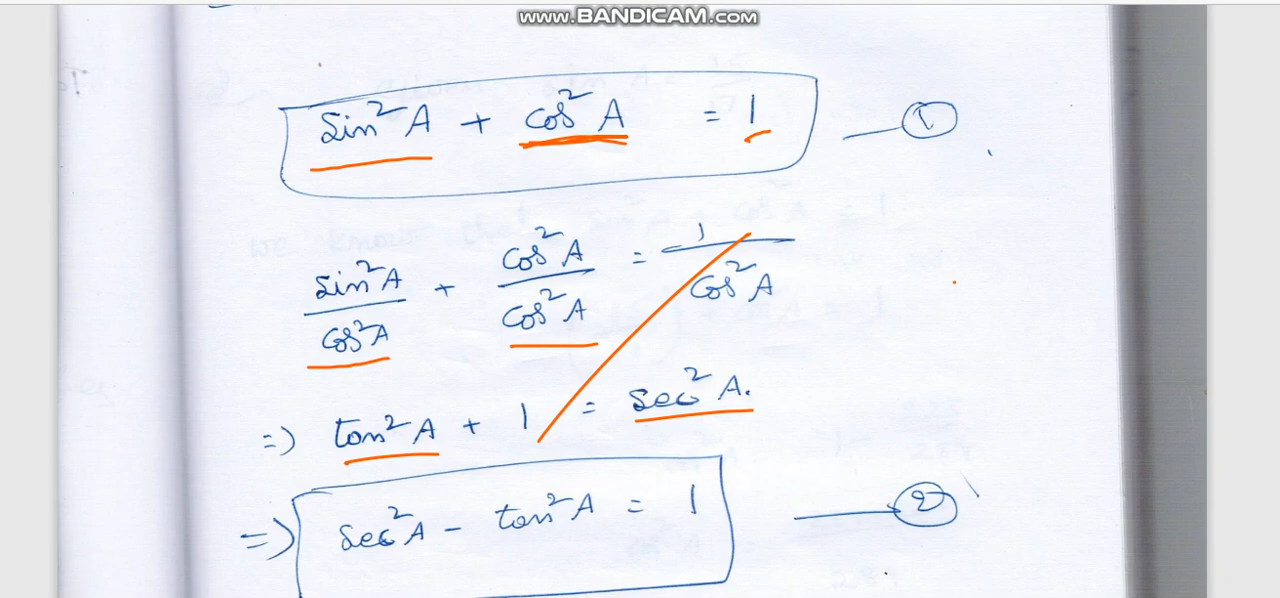 www.BANDICAM.com
sin²A + cos²A = 1 — ①
sin²A/cos²A + cos²A/cos²A = 1/cos²A
=> tan²A + 1 = sec²A.
=> sec²A - tan²A = 1 → ②